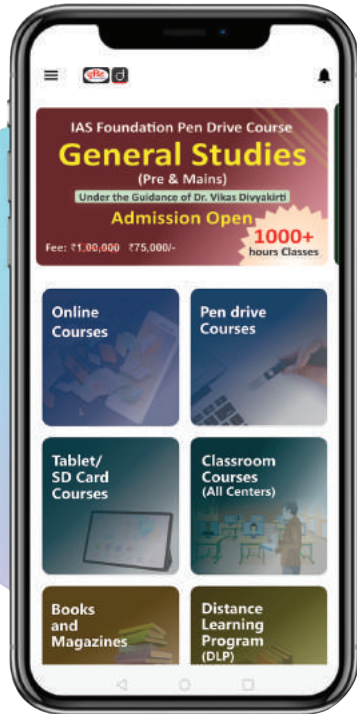 IAS Foundation Pen Drive Course
General Studies
(Pre & Mains)
Under the Guidance of Dr. Vikas Divyakirti
Admission Open
Fee: ₹1,00,000 ₹75,000/-
1000+
hours Classes
Online
Courses
Pen drive
Courses
Tablet/
SD Card
Courses
Classroom
Courses
(All Centers)
Books
and
Magazines
Distance
Learning
Program
(DLP)